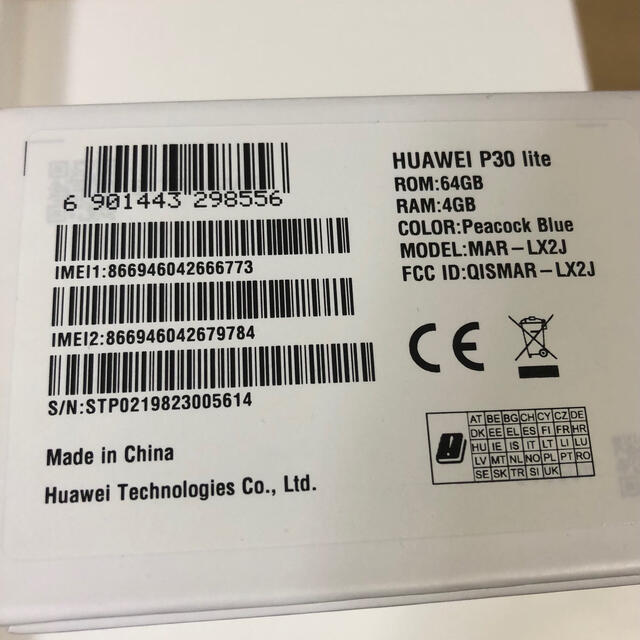 6 901443 298556
IMEI1:866946042666773
IMEI2:866946042679784
S/N:STP0219823005614
Made in China
Huawei Technologies Co., Ltd.
HUAWEI P30 lite
ROM:64GB
RAM:4GB
COLOR:Peacock Blue
MODEL:MAR-LX2J
FCC ID:QISMAR-LX2J
CE
AT BE BG CH CY CZ DE
DK EE EL ES FI FR HR
HU IE IS IT LT LI LU
LV MT NL NO PL PT RO
SE SK TR SI UK